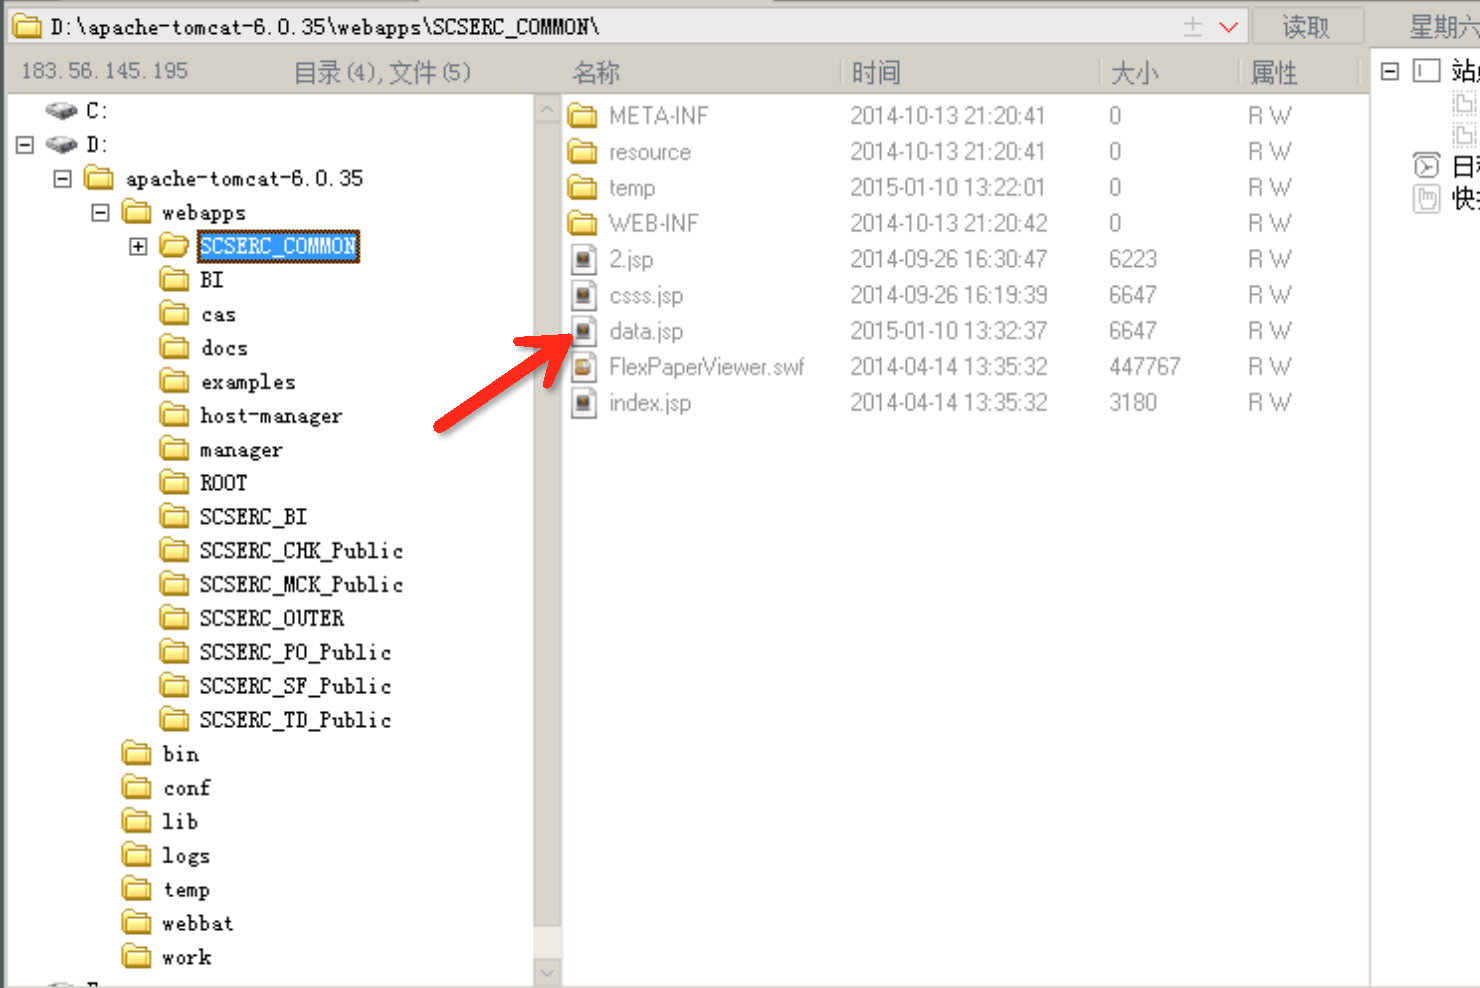 D:\apache-tomcat-6.0.35\webapps\SCSERC_COMMON\
读取
星期六
183.56.145.195 目录(4),文件(5)
名称 时间 大小 属性
C:
D:
apache-tomcat-6.0.35
webapps
SCSERC_COMMON
BI
cas
docs
examples
host-manager
manager
ROOT
SCSERC_BI
SCSERC_CHK_Public
SCSERC_MCK_Public
SCSERC_OUTER
SCSERC_PO_Public
SCSERC_SF_Public
SCSERC_TD_Public
bin
conf
lib
logs
temp
webbat
work
META-INF 2014-10-13 21:20:41 0 R W
resource 2014-10-13 21:20:41 0 R W
temp 2015-01-10 13:22:01 0 R W
WEB-INF 2014-10-13 21:20:42 0 R W
2.jsp 2014-09-26 16:30:47 6223 R W
csss.jsp 2014-09-26 16:19:39 6647 R W
data.jsp 2015-01-10 13:32:37 6647 R W
FlexPaperViewer.swf 2014-04-14 13:35:32 447767 R W
index.jsp 2014-04-14 13:35:32 3180 R W
站
日
快